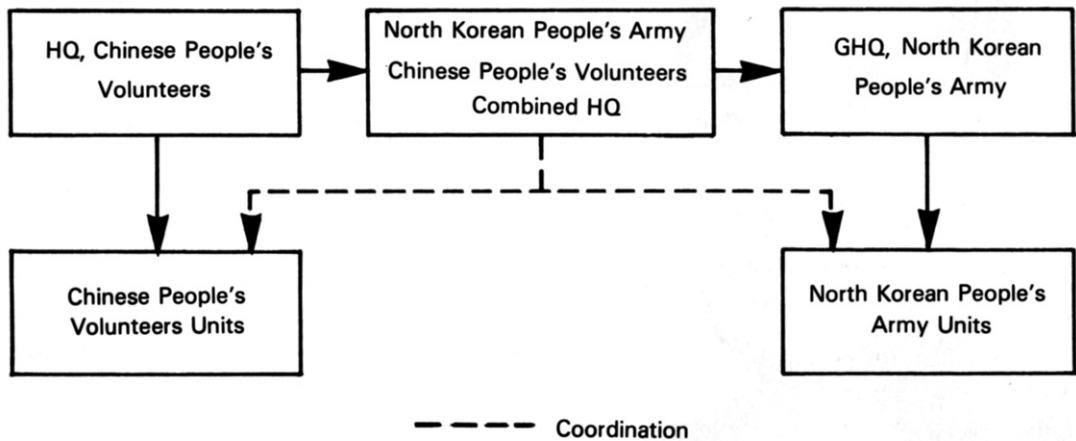 HQ, Chinese People's
Volunteers
North Korean People's Army
Chinese People's Volunteers
Combined HQ
GHQ, North Korean
People's Army
Chinese People's
Volunteers Units
North Korean People's
Army Units
Coordination